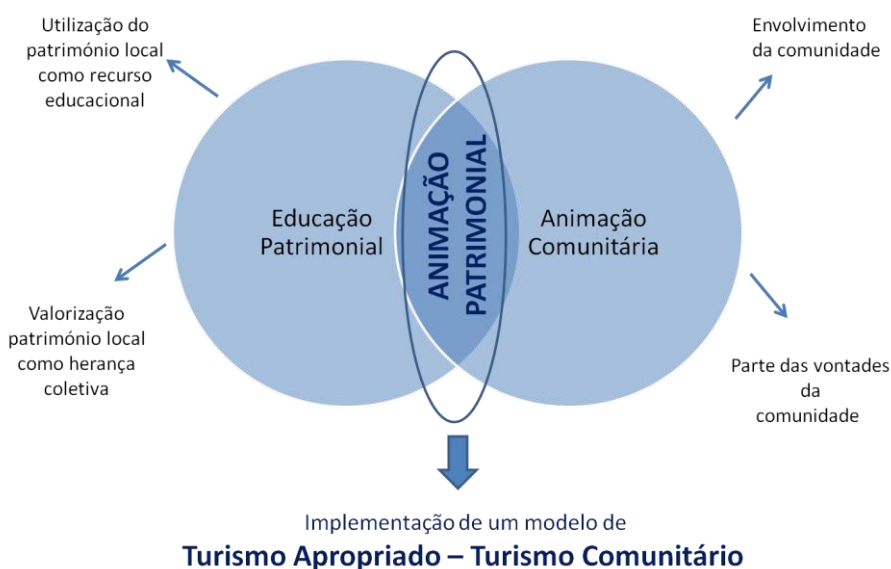 Utilização do
património local
como recurso
educacional
Envolvimento
da comunidade
Educação
Patrimonial
ANIMAÇÃO
PATRIMONIAL
Animação
Comunitária
Valorização
património local
como herança
coletiva
Parte das vontades
da
comunidade
Implementação de um modelo de
Turismo Apropriado – Turismo Comunitário